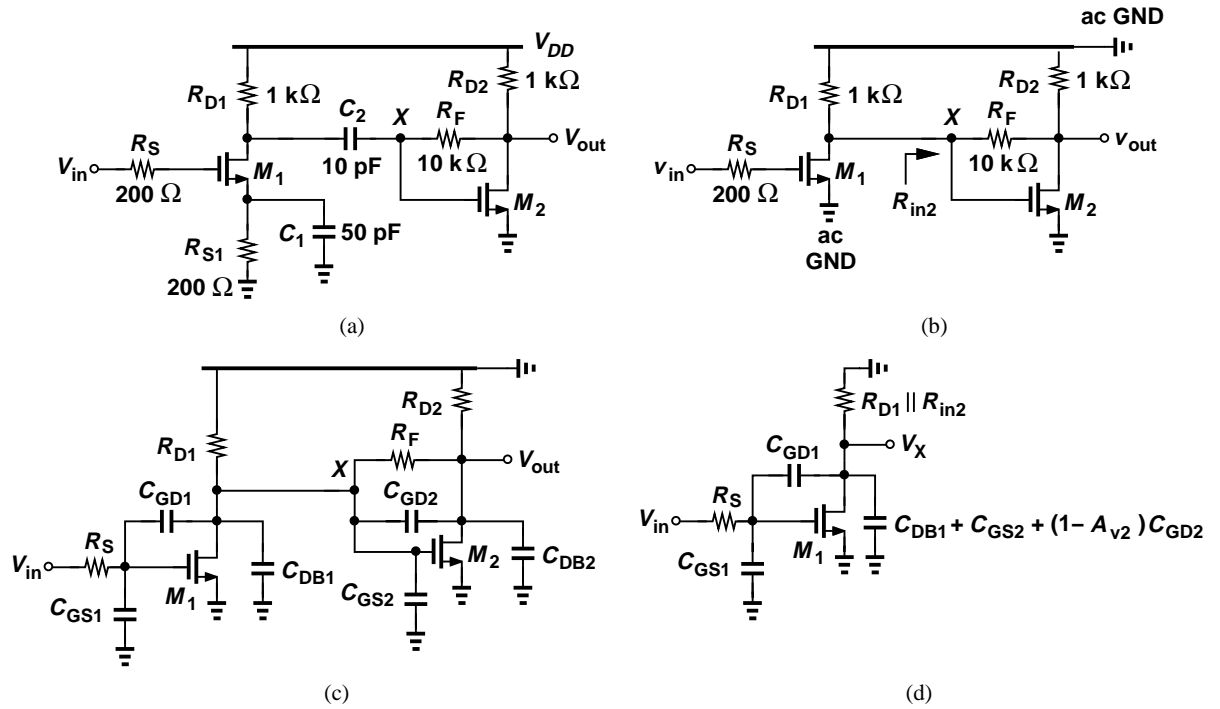 V_DD
R_D1 1 kΩ
R_D2 1 kΩ
C_2 10 pF
X
R_F 10 kΩ
V_out
V_in
R_S 200 Ω
M_1
M_2
R_S1 200 Ω
C_1 50 pF
(a)
ac GND
R_D1 1 kΩ
R_D2 1 kΩ
X
R_F 10 kΩ
v_out
v_in
R_S 200 Ω
M_1
R_in2
M_2
ac
GND
(b)
R_D1
R_D2
R_F
X
V_out
C_GD1
C_GD2
V_in
R_S
M_1
C_DB1
M_2
C_DB2
C_GS1
C_GS2
(c)
R_D1 || R_in2
C_GD1
V_X
V_in
R_S
M_1
C_DB1 + C_GS2 + (1– A_v2) C_GD2
C_GS1
(d)